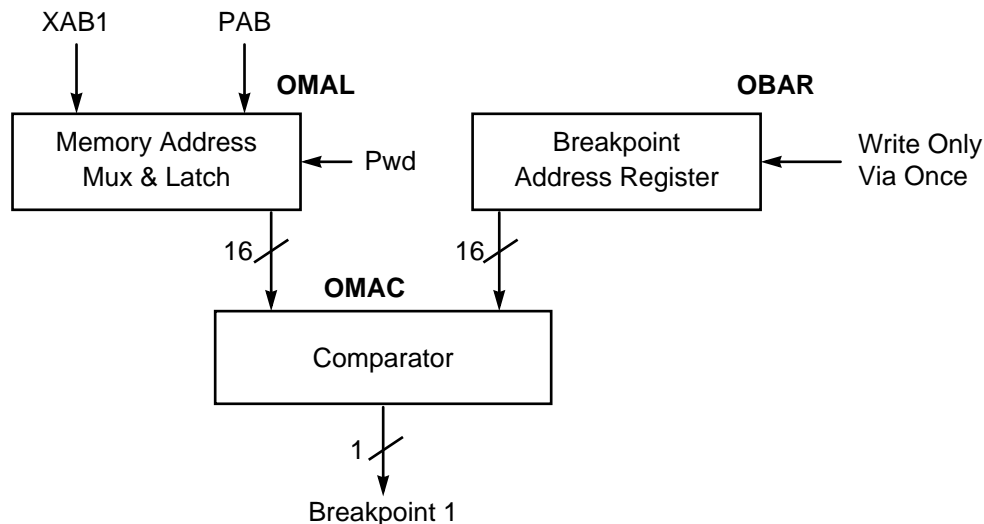 XAB1
PAB
OMAL
OBAR
Memory Address
Mux & Latch
Pwd
Breakpoint
Address Register
Write Only
Via Once
16
16
OMAC
Comparator
1
Breakpoint 1